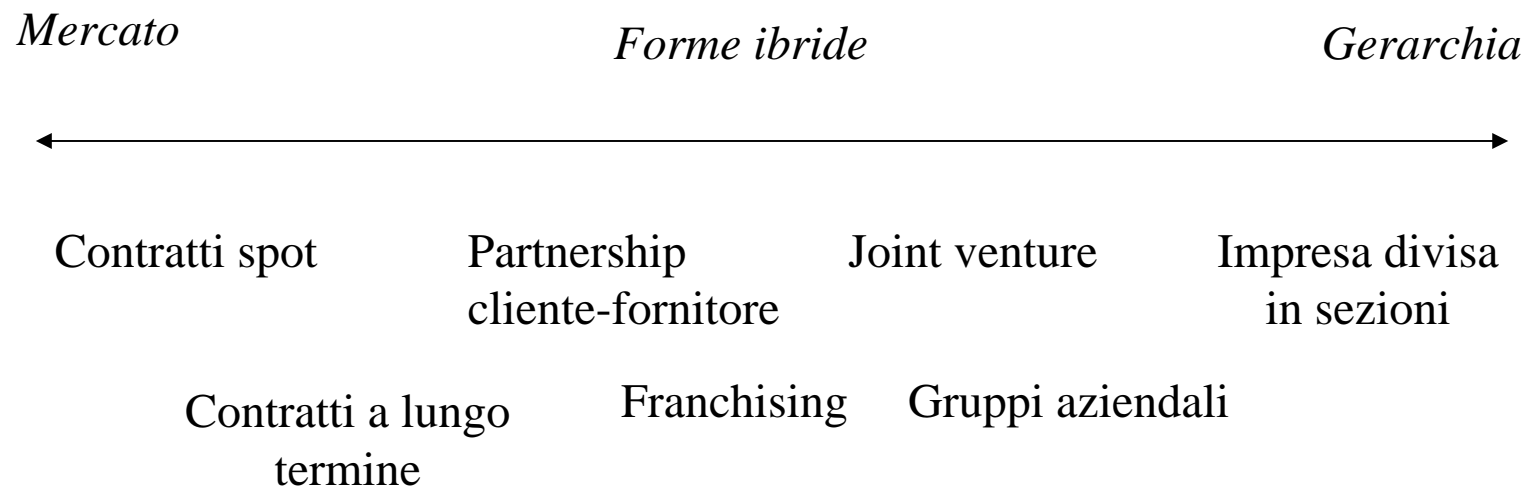 Mercato
Forme ibride
Gerarchia
Contratti spot
Partnership
cliente-fornitore
Joint venture
Impresa divisa
in sezioni
Contratti a lungo
termine
Franchising
Gruppi aziendali